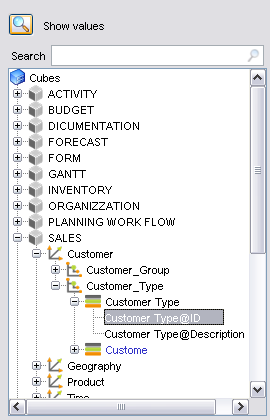 Show values
Search
Cubes
ACTIVITY
BUDGET
DICUMENTATION
FORECAST
FORM
GANTT
INVENTORY
ORGANIZZATION
PLANNING WORK FLOW
SALES
Customer
Customer_Group
Customer_Type
Customer Type
Customer Type@ID
Customer Type@Description
Custome
Geography
Product
Time